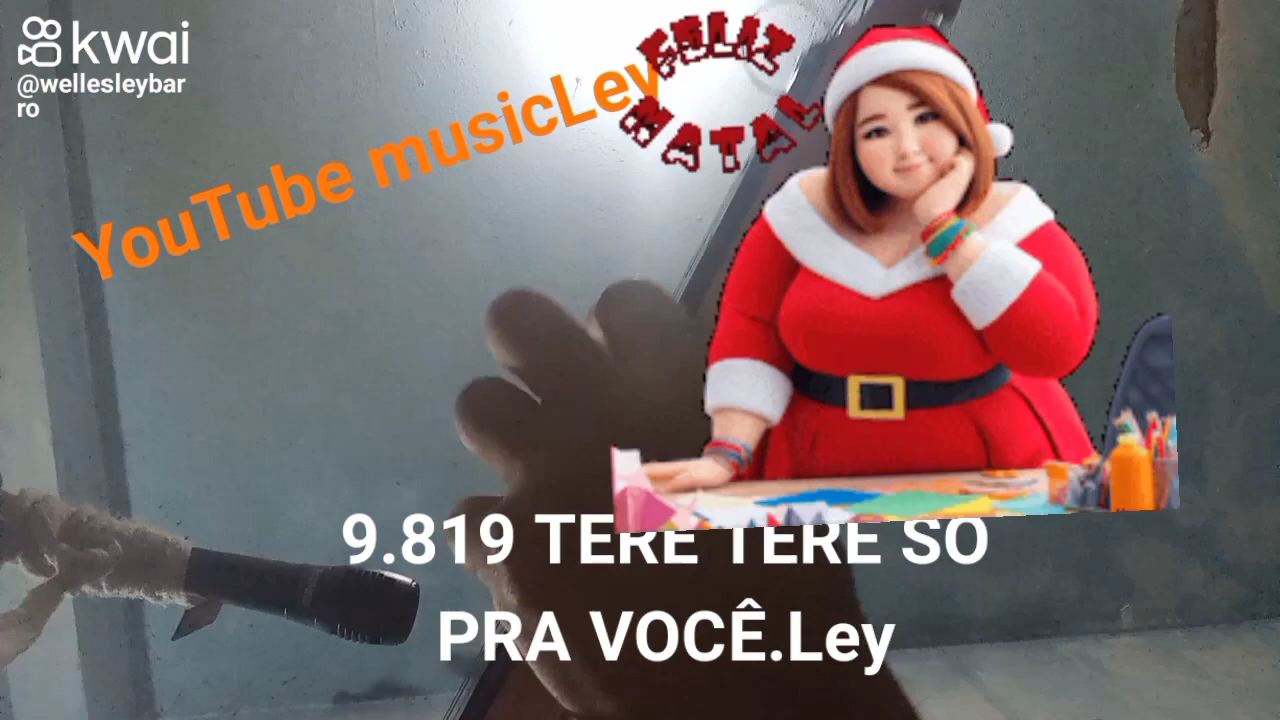 kwai
@wellesleybar
ro
FELIZ
NATAL
YouTube musicLey
9.819 TERE TERE SO
PRA VOCÊ.Ley